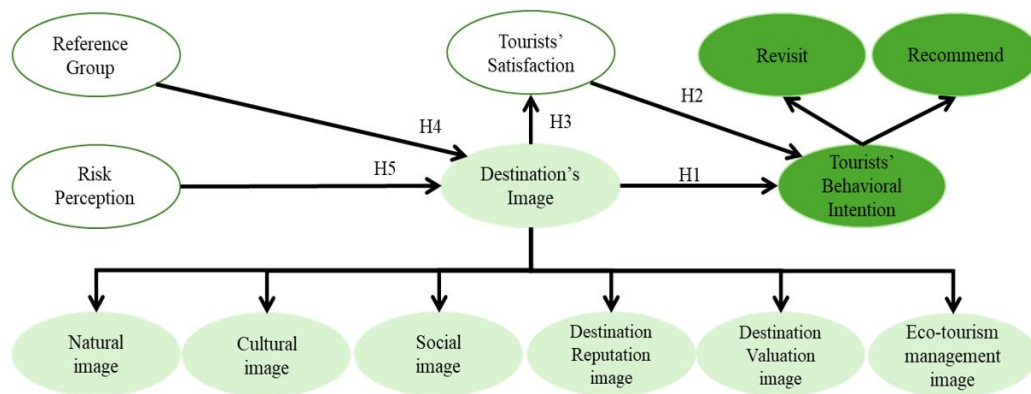 Reference
Group
Tourists'
Satisfaction
Revisit
Recommend
H4
H3
H2
Risk
Perception
H5
Destination's
Image
H1
Tourists'
Behavioral
Intention
Natural
image
Cultural
image
Social
image
Destination
Reputation
image
Destination
Valuation
image
Eco-tourism
management
image